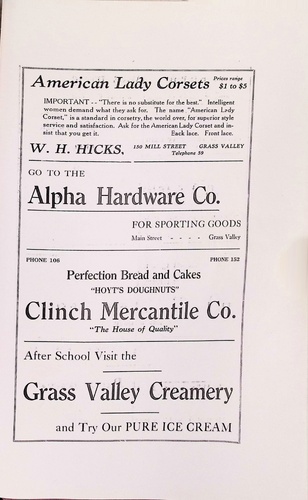 American Lady Corsets Prices range
$1 to $5
IMPORTANT -- "There is no substitute for the best." Intelligent
women demand what they ask for. The name "American Lady
Corset," is a standard in corsetry, the world over, for superior style
service and satisfaction. Ask for the American Lady Corset and in-
sist that you get it. Back lace. Front lace.
W. H. HICKS, 130 MILL STREET GRASS VALLEY
Telephone 59
GO TO THE
Alpha Hardware Co.
FOR SPORTING GOODS
Main Street - - - - Grass Valley
PHONE 106 PHONE 152
Perfection Bread and Cakes
"HOYT'S DOUGHNUTS"
Clinch Mercantile Co.
"The House of Quality"
After School Visit the
Grass Valley Creamery
and Try Our PURE ICE CREAM